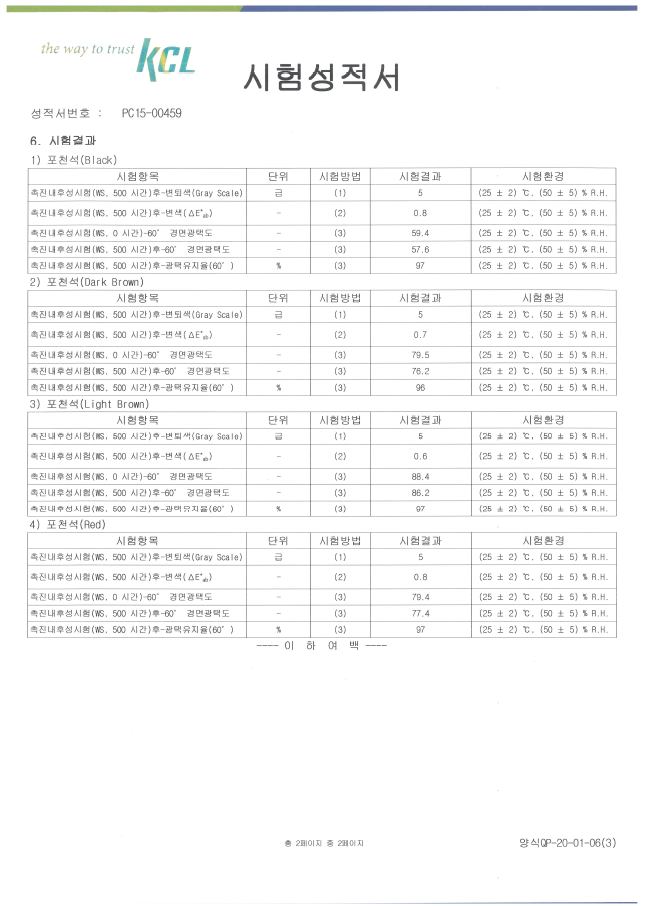 the way to trust KCL
시험성적서
성적서번호 : PC15-00459
6. 시험결과
1) 포천석(Black)
시험항목 단위 시험방법 시험결과 시험환경
촉진내후성시험(WS, 500 시간)후-변퇴색(Gray Scale) 급 (1) 5 (25 ± 2) ℃, (50 ± 5) % R.H.
촉진내후성시험(WS, 500 시간)후-변색(ΔE*ab) - (2) 0.8 (25 ± 2) ℃, (50 ± 5) % R.H.
촉진내후성시험(WS, 0 시간)-60° 경면광택도 - (3) 59.4 (25 ± 2) ℃, (50 ± 5) % R.H.
촉진내후성시험(WS, 500 시간)후-60° 경면광택도 - (3) 57.6 (25 ± 2) ℃, (50 ± 5) % R.H.
촉진내후성시험(WS, 500 시간)후-광택유지율(60°) % (3) 97 (25 ± 2) ℃, (50 ± 5) % R.H.
2) 포천석(Dark Brown)
시험항목 단위 시험방법 시험결과 시험환경
촉진내후성시험(WS, 500 시간)후-변퇴색(Gray Scale) 급 (1) 5 (25 ± 2) ℃, (50 ± 5) % R.H.
촉진내후성시험(WS, 500 시간)후-변색(ΔE*ab) - (2) 0.7 (25 ± 2) ℃, (50 ± 5) % R.H.
촉진내후성시험(WS, 0 시간)-60° 경면광택도 - (3) 79.5 (25 ± 2) ℃, (50 ± 5) % R.H.
촉진내후성시험(WS, 500 시간)후-60° 경면광택도 - (3) 76.2 (25 ± 2) ℃, (50 ± 5) % R.H.
촉진내후성시험(WS, 500 시간)후-광택유지율(60°) % (3) 96 (25 ± 2) ℃, (50 ± 5) % R.H.
3) 포천석(Light Brown)
시험항목 단위 시험방법 시험결과 시험환경
촉진내후성시험(WS, 500 시간)후-변퇴색(Gray Scale) 급 (1) 5 (25 ± 2) ℃, (50 ± 5) % R.H.
촉진내후성시험(WS, 500 시간)후-변색(ΔE*ab) - (2) 0.6 (25 ± 2) ℃, (50 ± 5) % R.H.
촉진내후성시험(WS, 0 시간)-60° 경면광택도 - (3) 88.4 (25 ± 2) ℃, (50 ± 5) % R.H.
촉진내후성시험(WS, 500 시간)후-60° 경면광택도 - (3) 86.2 (25 ± 2) ℃, (50 ± 5) % R.H.
촉진내후성시험(WS, 500 시간)후-광택유지율(60°) % (3) 97 (25 ± 2) ℃, (50 ± 5) % R.H.
4) 포천석(Red)
시험항목 단위 시험방법 시험결과 시험환경
촉진내후성시험(WS, 500 시간)후-변퇴색(Gray Scale) 급 (1) 5 (25 ± 2) ℃, (50 ± 5) % R.H.
촉진내후성시험(WS, 500 시간)후-변색(ΔE*ab) - (2) 0.8 (25 ± 2) ℃, (50 ± 5) % R.H.
촉진내후성시험(WS, 0 시간)-60° 경면광택도 - (3) 79.4 (25 ± 2) ℃, (50 ± 5) % R.H.
촉진내후성시험(WS, 500 시간)후-60° 경면광택도 - (3) 77.4 (25 ± 2) ℃, (50 ± 5) % R.H.
촉진내후성시험(WS, 500 시간)후-광택유지율(60°) % (3) 97 (25 ± 2) ℃, (50 ± 5) % R.H.
---- 이 하 여 백 ----
총 2페이지 중 2페이지 양식QP-20-01-06(3)